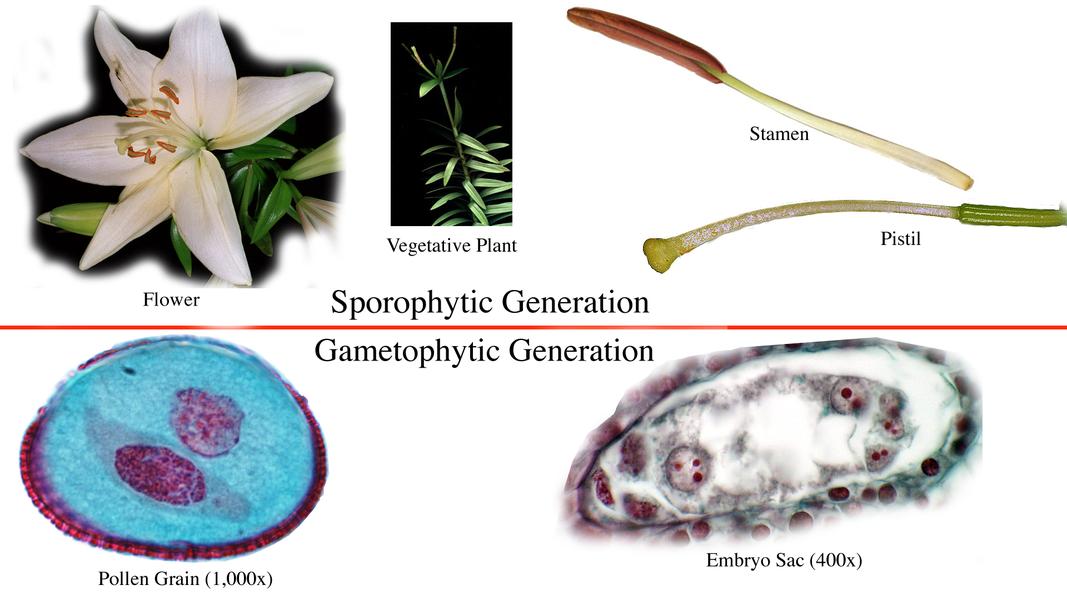 Stamen
Pistil
Vegetative Plant
Flower
Sporophytic Generation
Gametophytic Generation
Embryo Sac (400x)
Pollen Grain (1,000x)